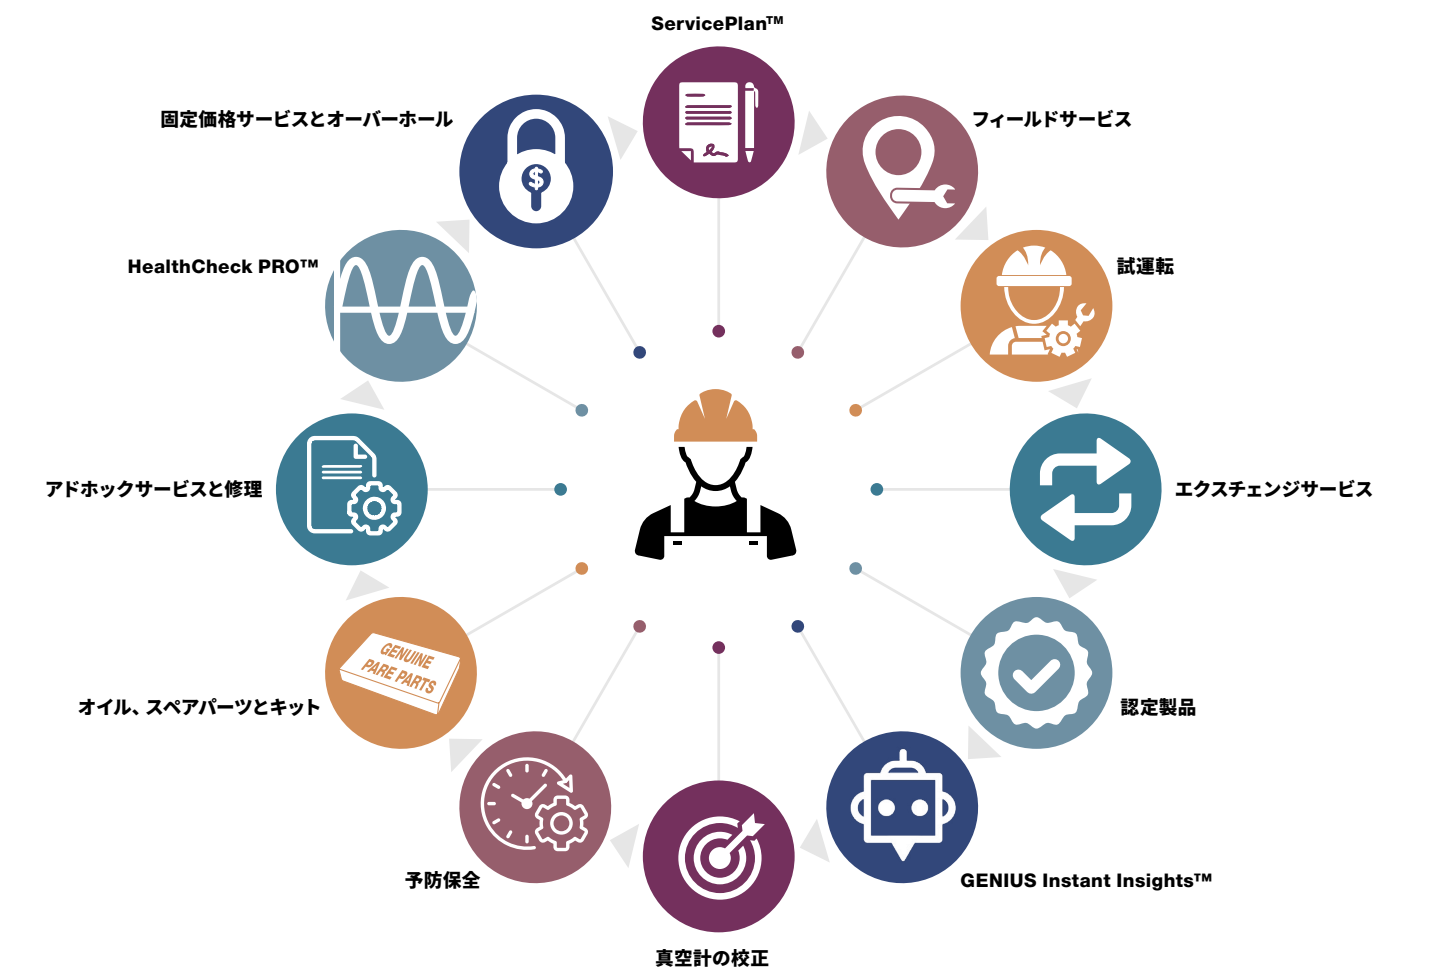 ServicePlan™
固定価格サービスとオーバーホール
フィールドサービス
$
HealthCheck PRO™
試運転
アドホックサービスと修理
エクスチェンジサービス
GENUINE
PARE PARTS
オイル、スペアパーツとキット
認定製品
予防保全
GENIUS Instant Insights™
真空計の校正